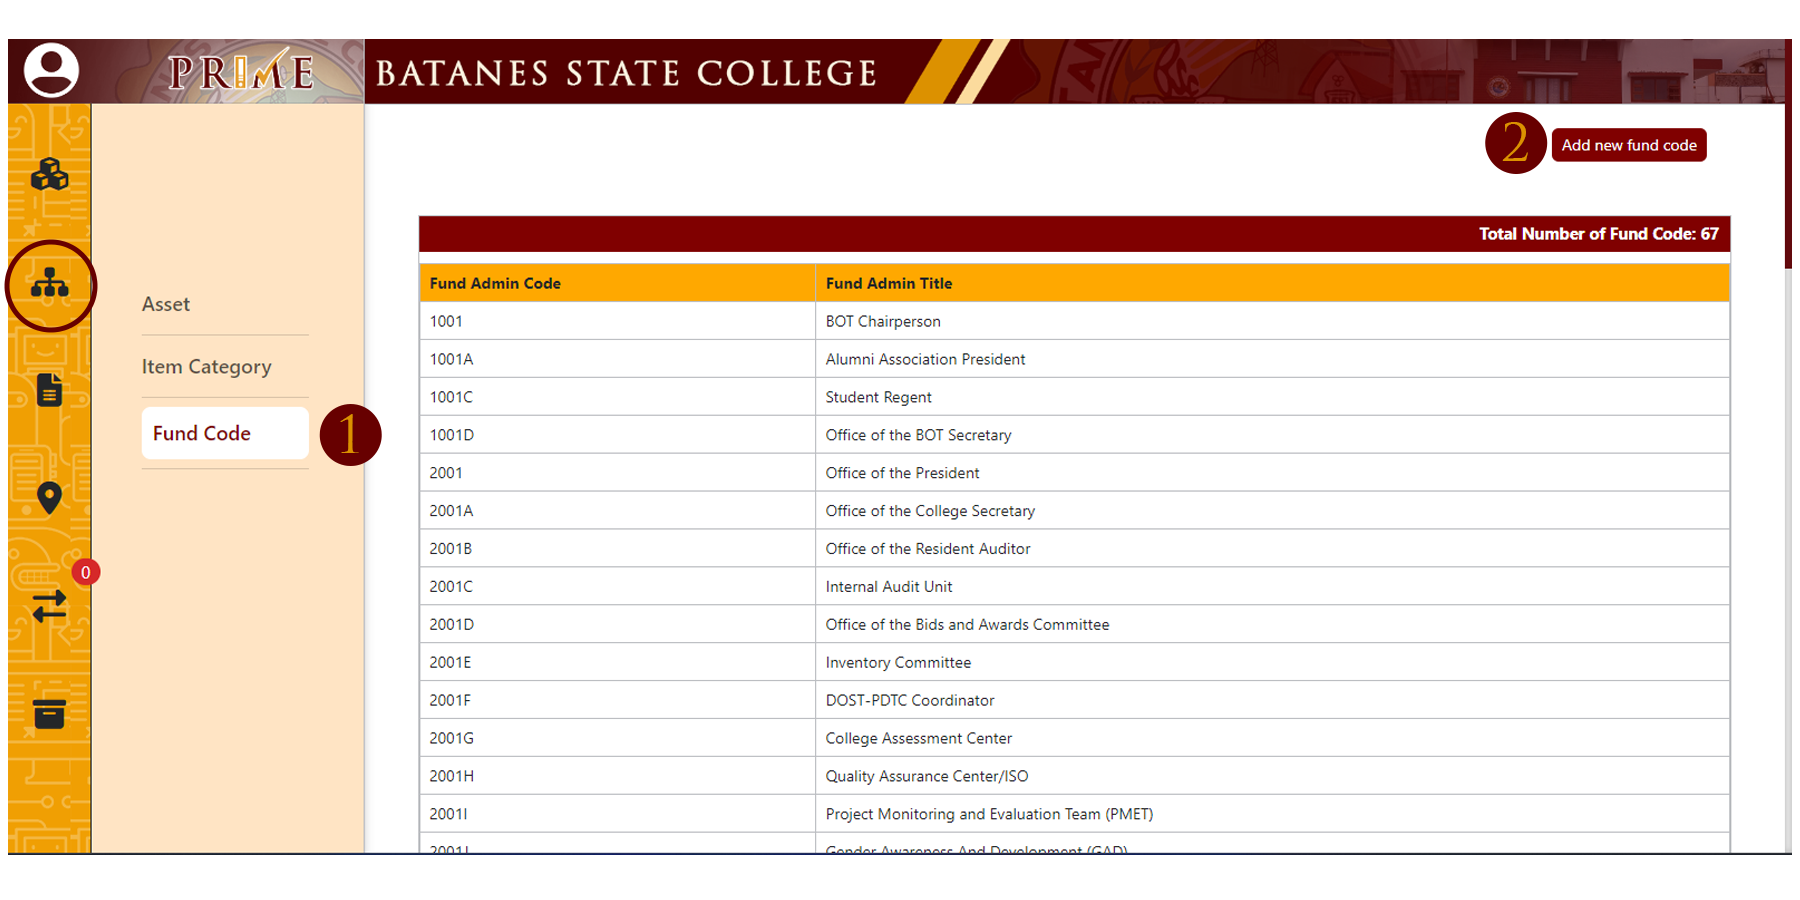 PRIME
BATANES STATE COLLEGE
2
Add new fund code
Total Number of Fund Code: 67
Asset
Item Category
Fund Code
1
0
Fund Admin Code Fund Admin Title
1001 BOT Chairperson
1001A Alumni Association President
1001C Student Regent
1001D Office of the BOT Secretary
2001 Office of the President
2001A Office of the College Secretary
2001B Office of the Resident Auditor
2001C Internal Audit Unit
2001D Office of the Bids and Awards Committee
2001E Inventory Committee
2001F DOST-PDTC Coordinator
2001G College Assessment Center
2001H Quality Assurance Center/ISO
2001I Project Monitoring and Evaluation Team (PMET)
Gender Awareness And Development (GAD)